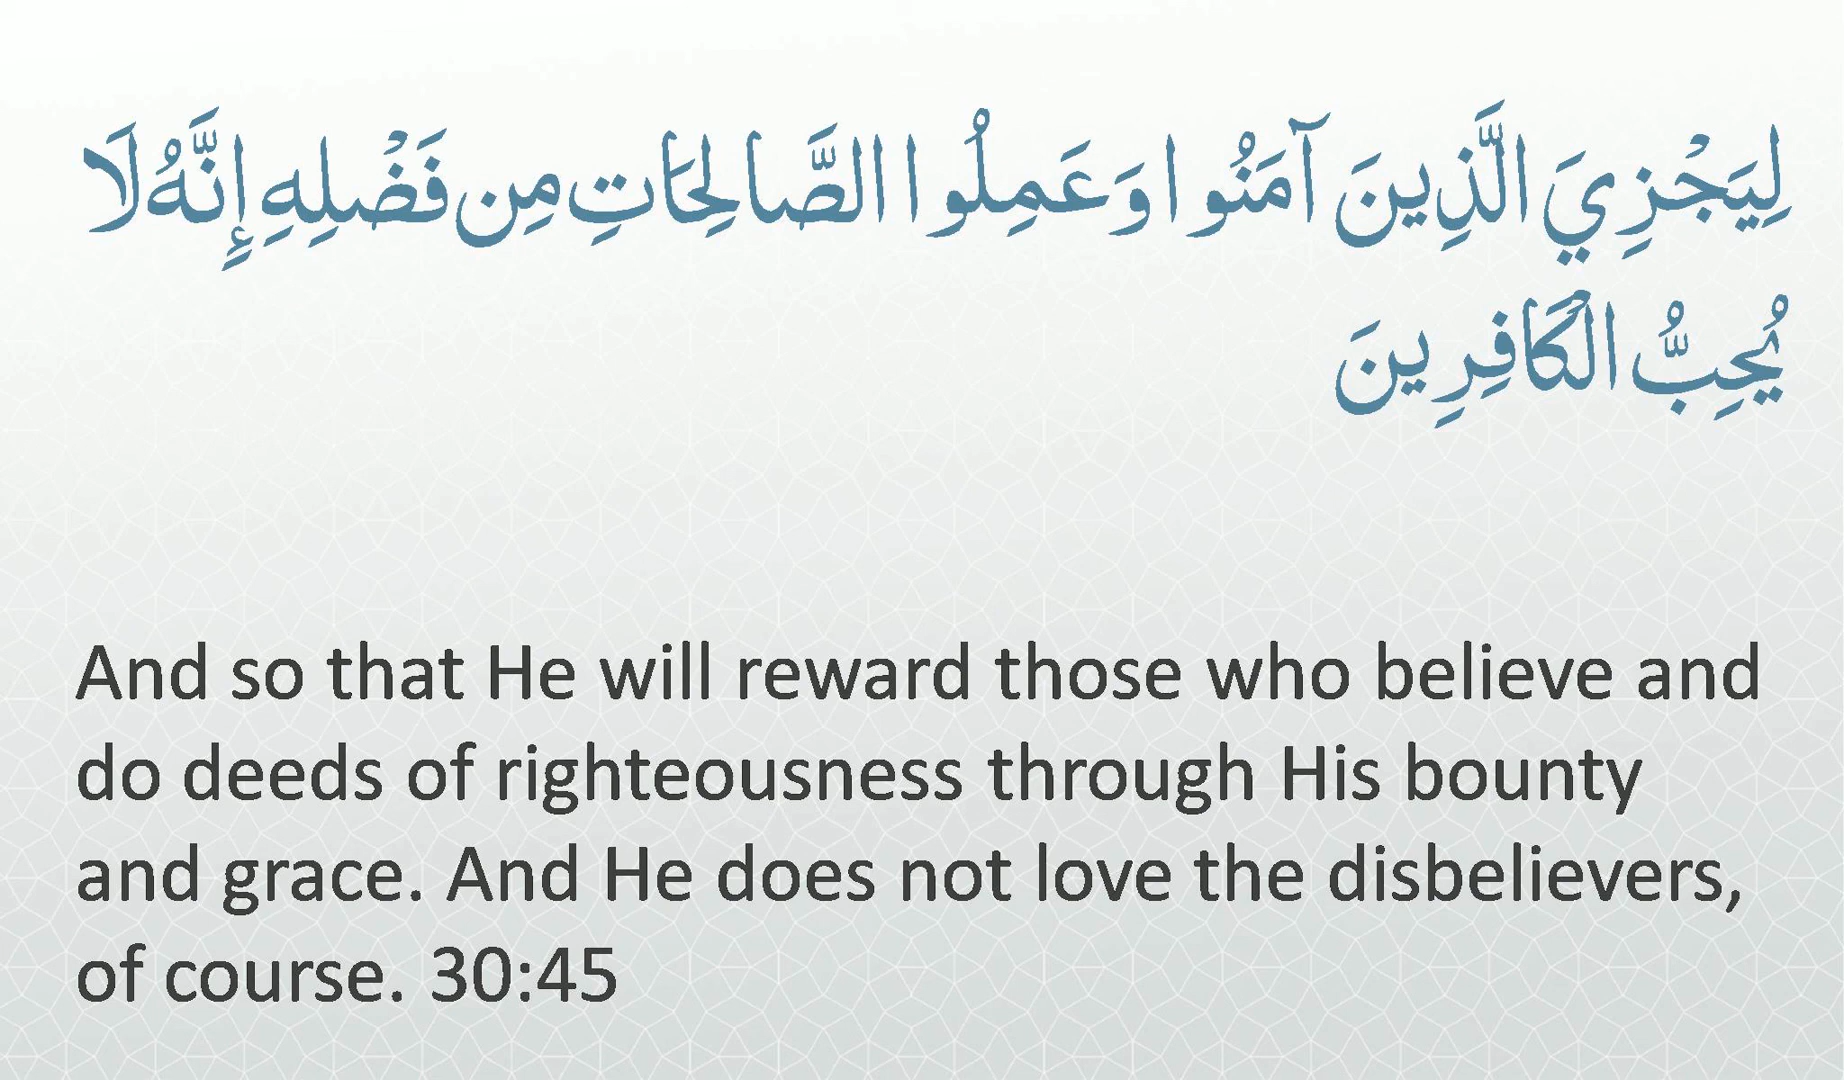 لِيَجْزِيَ الَّذِينَ آمَنُوا وَعَمِلُوا الصَّالِحَاتِ مِن فَضْلِهِ إِنَّهُ لَا
يُحِبُّ الْكَافِرِينَ
And so that He will reward those who believe and
do deeds of righteousness through His bounty
and grace. And He does not love the disbelievers,
of course. 30:45